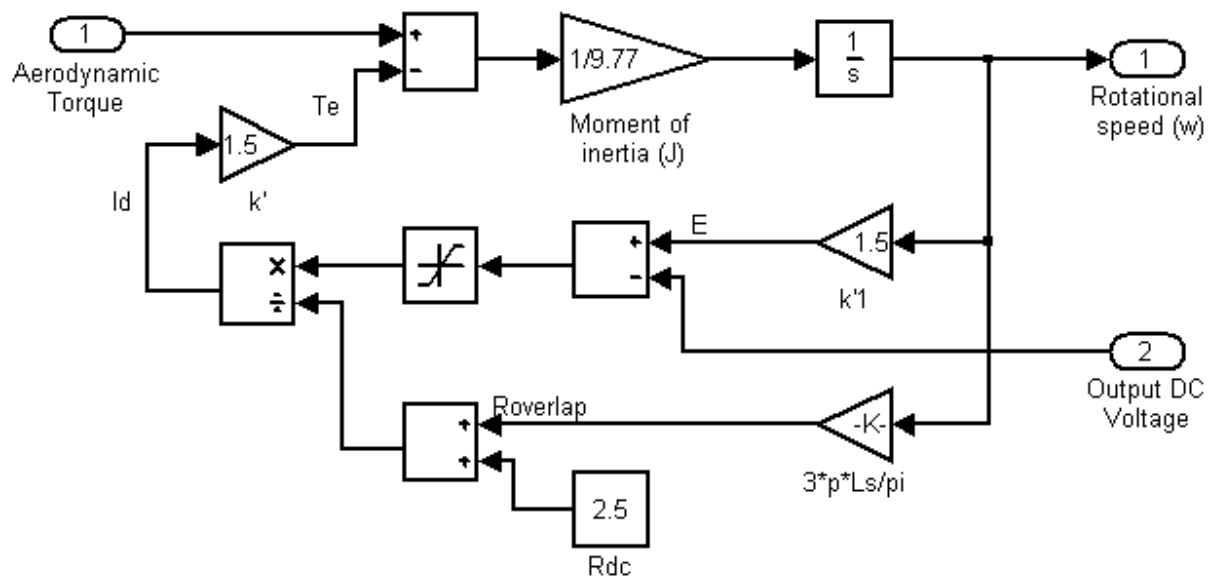 1
Aerodynamic
Torque
+
-
1/9.77
Moment of
inertia (J)
1
s
1
Rotational
speed (w)
Te
1.5
k'
Id
×
÷
+
-
E
1.5
k'1
2
Output DC
Voltage
+
+
Roverlap
-K-
3*p*Ls/pi
2.5
Rdc